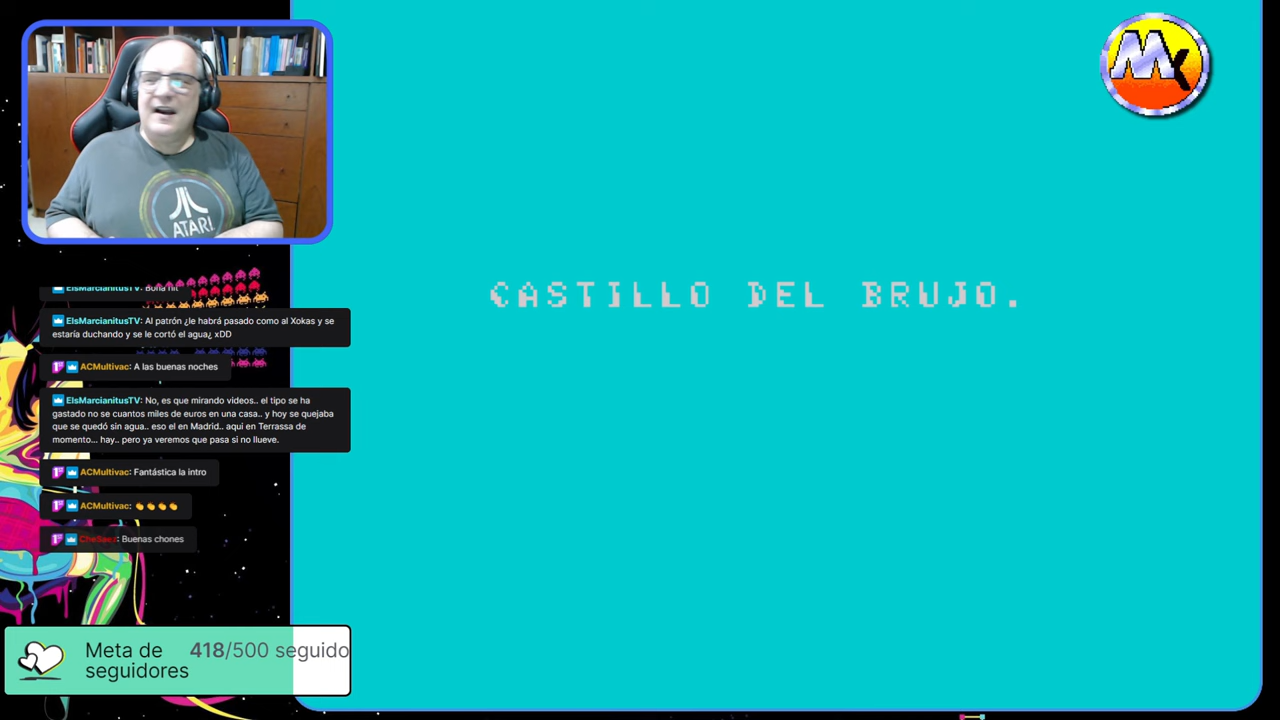 MK
ATARI
CASTILLO DEL BRUJO.
ElsMarcianitusTV: Bona nit
ElsMarcianitusTV: Al patrón ¿le habrá pasado como al Xokas y se
estaría duchando y se le cortó el agua¿ xDD
ACMultivac: A las buenas noches
ElsMarcianitusTV: No, es que mirando videos.. el tipo se ha
gastado no se cuantos miles de euros en una casa.. y hoy se quejaba
que se quedó sin agua.. eso el en Madrid.. aqui en Terrassa de
momento... hay.. pero ya veremos que pasa si no llueve.
ACMultivac: Fantástica la intro
ACMultivac:
: Buenas chones
Meta de
seguidores
418/500 seguido